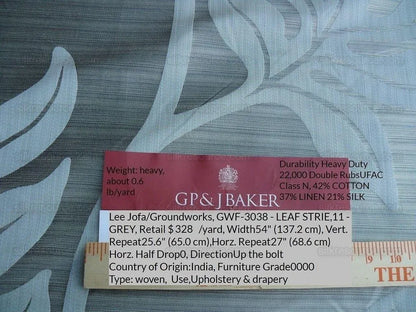 Weight: heavy,
about 0.6
lb/yard
Durability Heavy Duty
22,000 Double RubsUFAC
Class N, 42% COTTON
37% LINEN 21% SILK
GP & J BAKER
Lee Jofa/Groundworks, GWF-3038 - LEAF STRIE,11 -
GREY, Retail $ 328 /yard, Width54" (137.2 cm), Vert.
Repeat25.6" (65.0 cm),Horz. Repeat27" (68.6 cm)
Horz. Half Drop0, DirectionUp the bolt
Country of Origin:India, Furniture Grade0000
Type: woven, Use,Upholstery & drapery